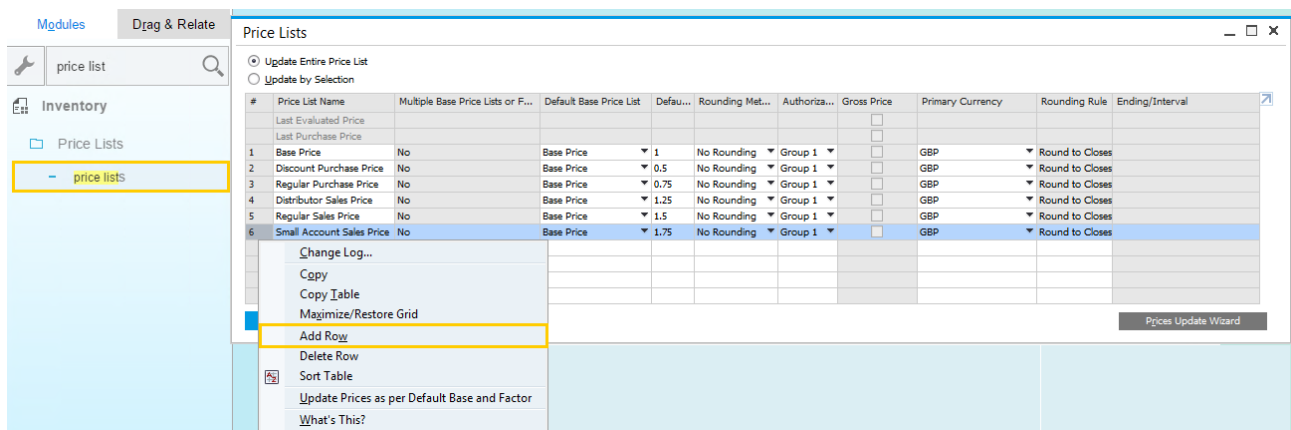 Modules Drag & Relate
price list
Inventory
Price Lists
price lists
Price Lists
Update Entire Price List
Update by Selection
# Price List Name Multiple Base Price Lists or F... Default Base Price List Defau... Rounding Met... Authoriza... Gross Price Primary Currency Rounding Rule Ending/Interval
Last Evaluated Price
Last Purchase Price
1 Base Price No Base Price 1 No Rounding Group 1 GBP Round to Closes
2 Discount Purchase Price No Base Price 0.5 No Rounding Group 1 GBP Round to Closes
3 Regular Purchase Price No Base Price 0.75 No Rounding Group 1 GBP Round to Closes
4 Distributor Sales Price No Base Price 1.25 No Rounding Group 1 GBP Round to Closes
5 Regular Sales Price No Base Price 1.5 No Rounding Group 1 GBP Round to Closes
6 Small Account Sales Price No Base Price 1.75 No Rounding Group 1 GBP Round to Closes
Change Log...
Copy
Copy Table
Maximize/Restore Grid
Add Row
Delete Row
Sort Table
Update Prices as per Default Base and Factor
What's This?
Prices Update Wizard